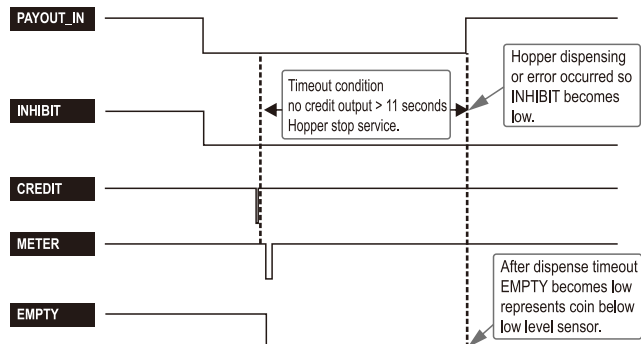 PAYOUT_IN
Timeout condition
no credit output > 11 seconds
Hopper stop service.
Hopper dispensing
or error occurred so
INHIBIT becomes
low.
INHIBIT
CREDIT
METER
After dispense timeout
EMPTY becomes low
represents coin below
low level sensor.
EMPTY